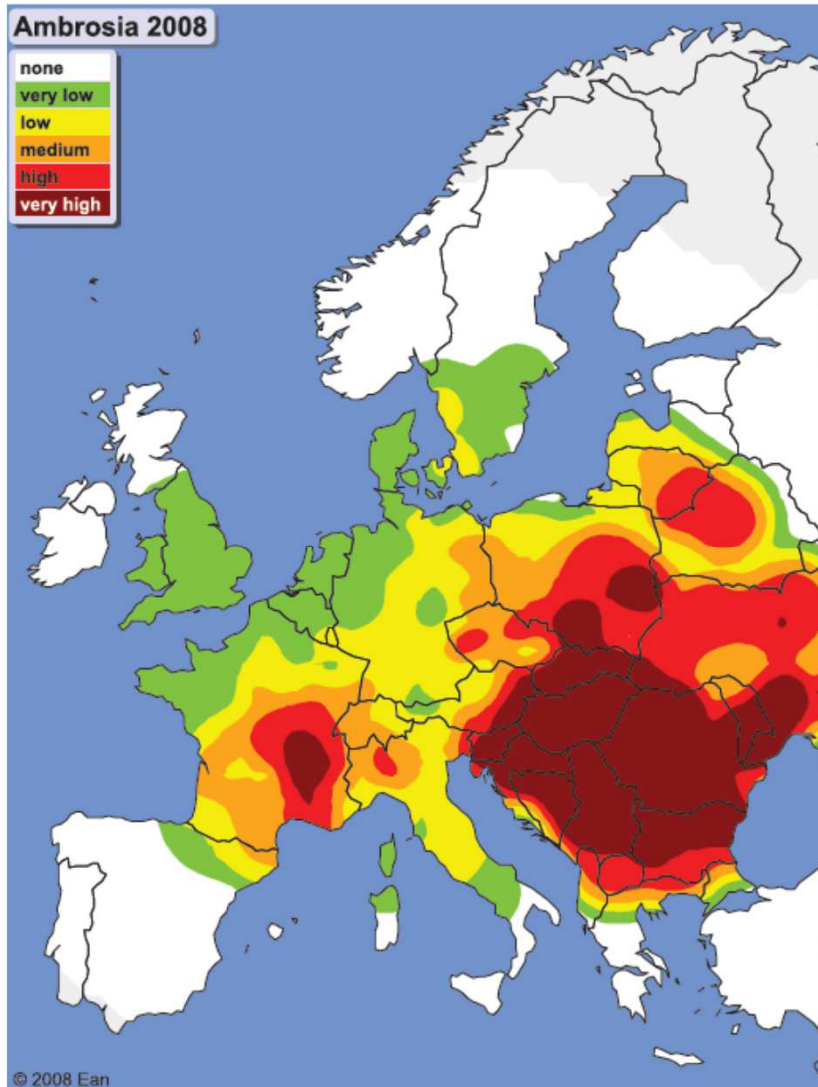 Ambrosia 2008
none
very low
low
medium
high
very high
© 2008 Ean